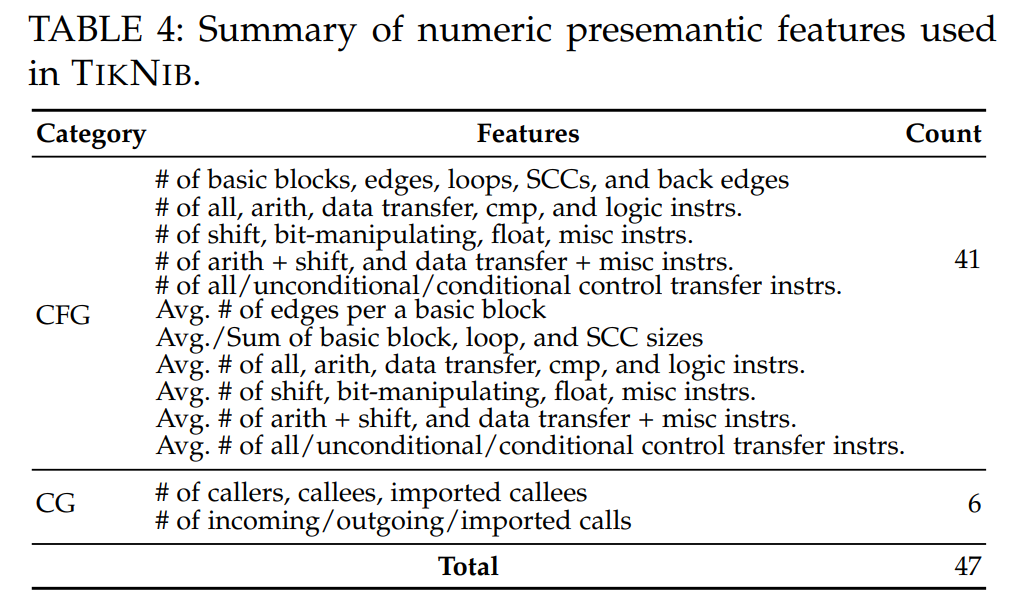 TABLE 4: Summary of numeric presemantic features used
in TIKNIB.
Category Features Count
# of basic blocks, edges, loops, SCCs, and back edges
# of all, arith, data transfer, cmp, and logic instrs.
# of shift, bit-manipulating, float, misc instrs.
# of arith + shift, and data transfer + misc instrs.
41
# of all/unconditional/conditional control transfer instrs.
CFG
Avg. # of edges per a basic block
Avg./Sum of basic block, loop, and SCC sizes
Avg. # of all, arith, data transfer, cmp, and logic instrs.
Avg. # of shift, bit-manipulating, float, misc instrs.
Avg. # of arith + shift, and data transfer + misc instrs.
Avg. # of all/unconditional/conditional control transfer instrs.
CG
# of callers, callees, imported callees
# of incoming/outgoing/imported calls
6
Total 47